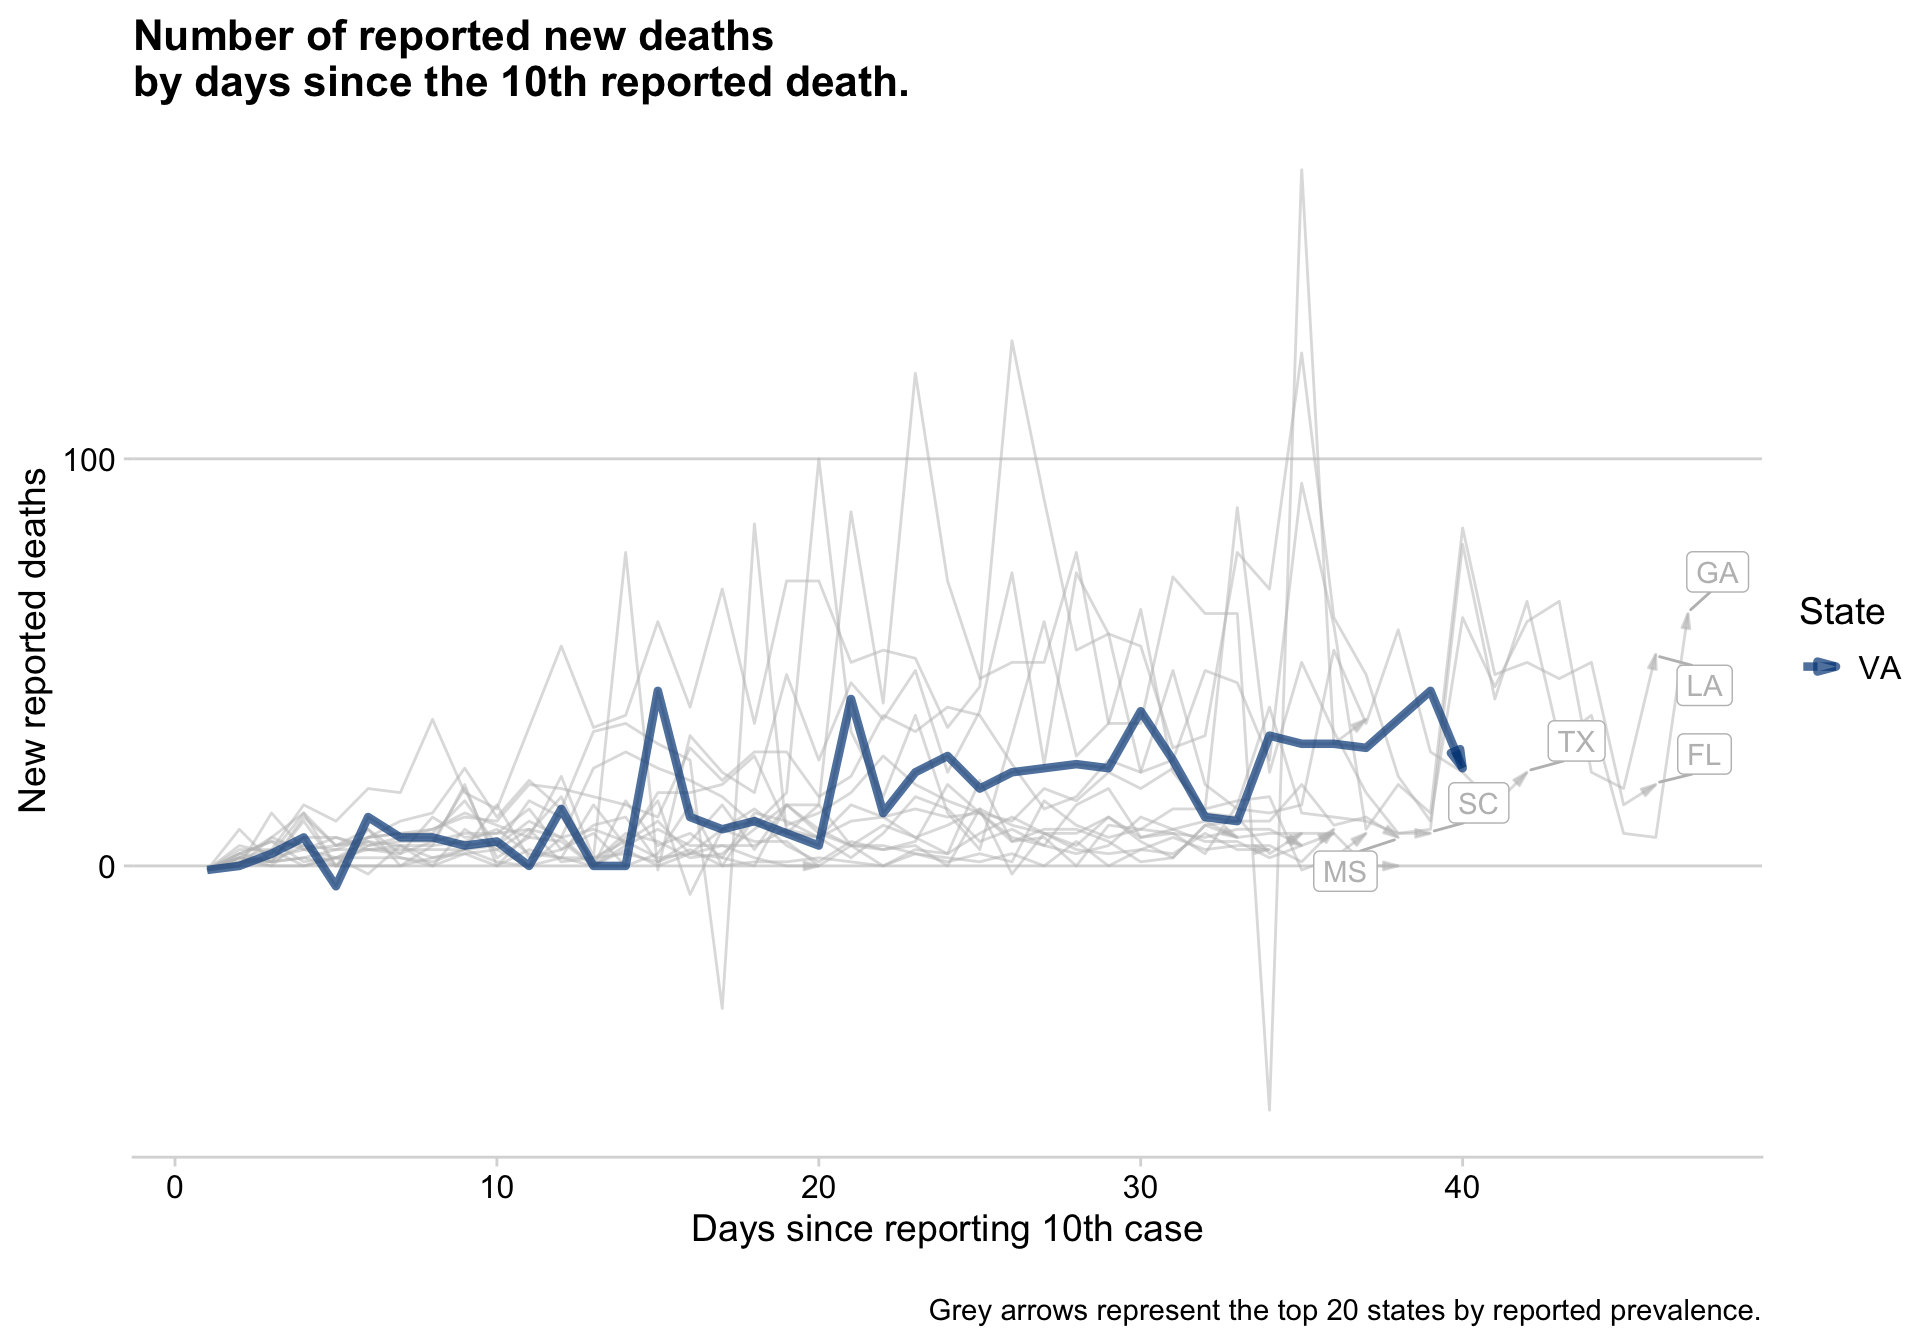 Number of reported new deaths
by days since the 10th reported death.
New reported deaths
100
0
GA
LA
TX
FL
SC
MS
State
VA
0 10 20 30 40
Days since reporting 10th case
Grey arrows represent the top 20 states by reported prevalence.